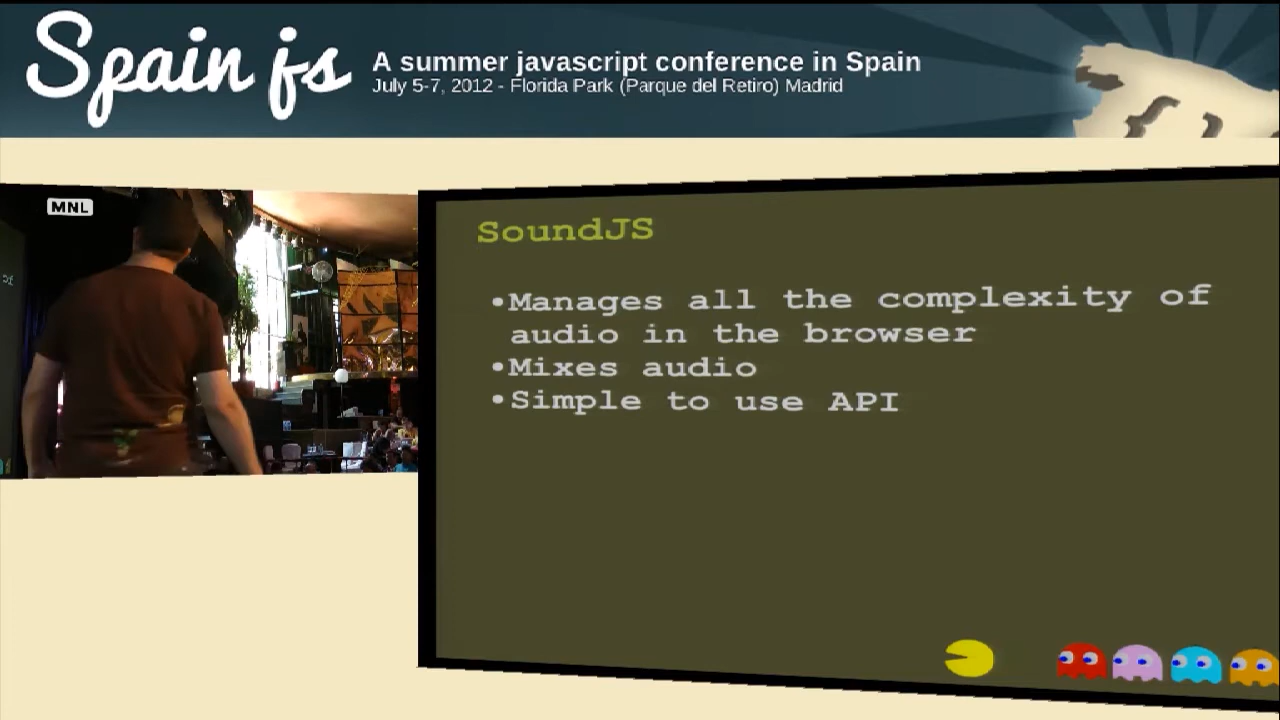 Spain js
A summer javascript conference in Spain
July 5-7, 2012 - Florida Park (Parque del Retiro) Madrid
MNL
SoundJS
•Manages all the complexity of
audio in the browser
•Mixes audio
•Simple to use API